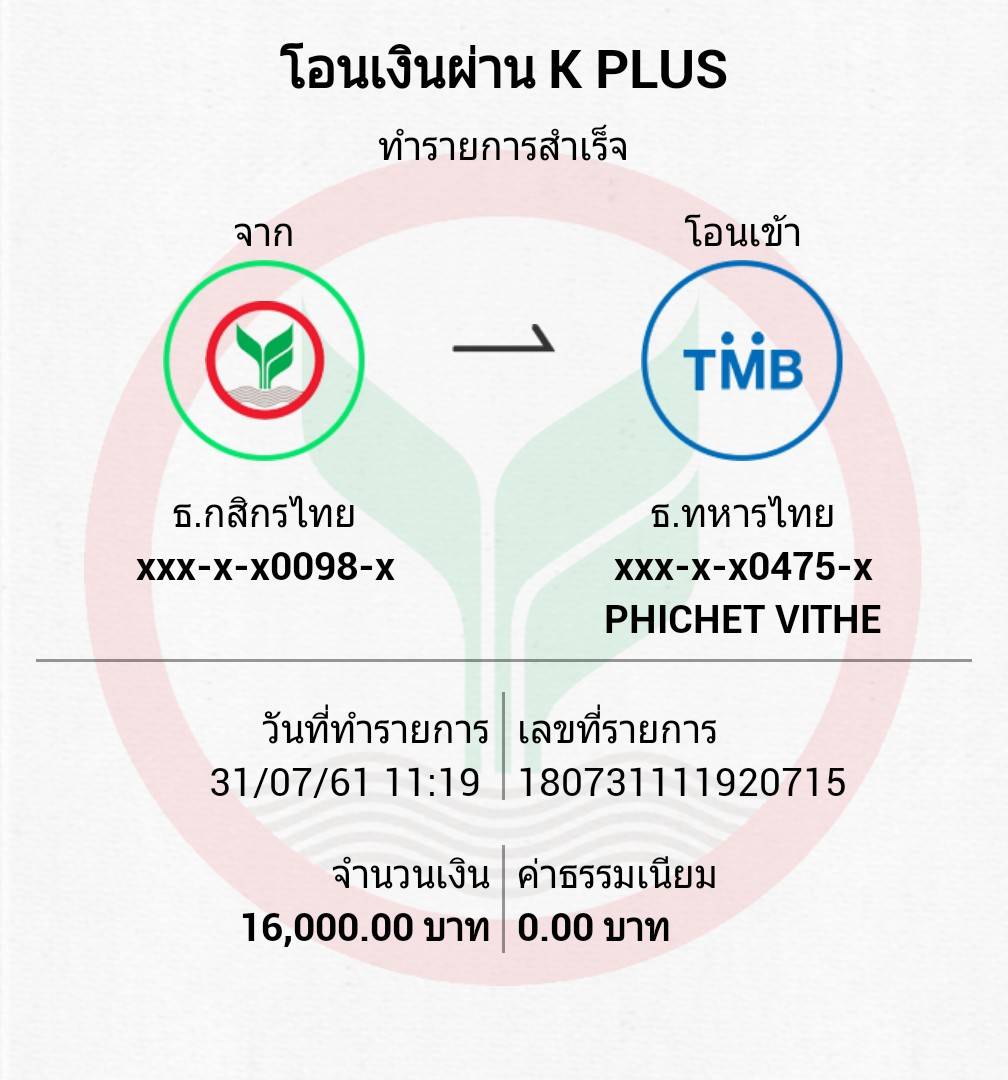 โอนเงินผ่าน K PLUS
ทำรายการสำเร็จ
จาก
โอนเข้า
TMB
ธ.กสิกรไทย
xxx-x-x0098-x
ธ.ทหารไทย
xxx-x-x0475-x
PHICHET VITHE
วันที่ทำรายการ
31/07/61 11:19
เลขที่รายการ
180731111920715
จำนวนเงิน
16,000.00 บาท
ค่าธรรมเนียม
0.00 บาท